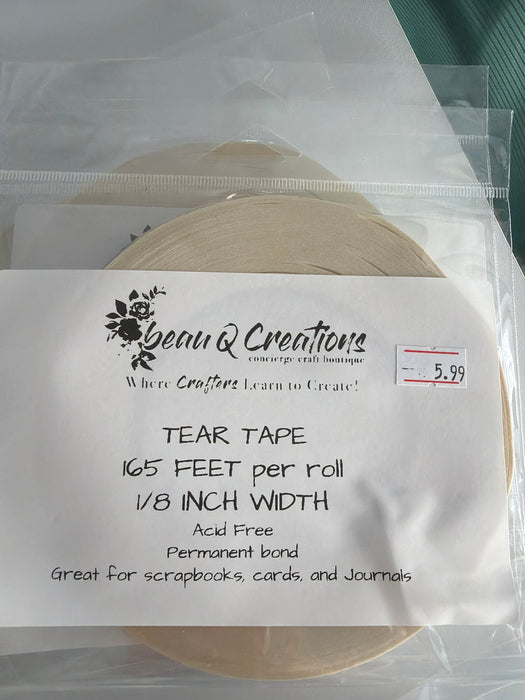 beau Q Creations
concierge craft boutique
Where Crafters Learn to Create!
5.99
TEAR TAPE
165 FEET per roll
1/8 INCH WIDTH
Acid Free
Permanent bond
Great for scrapbooks, cards, and Journals